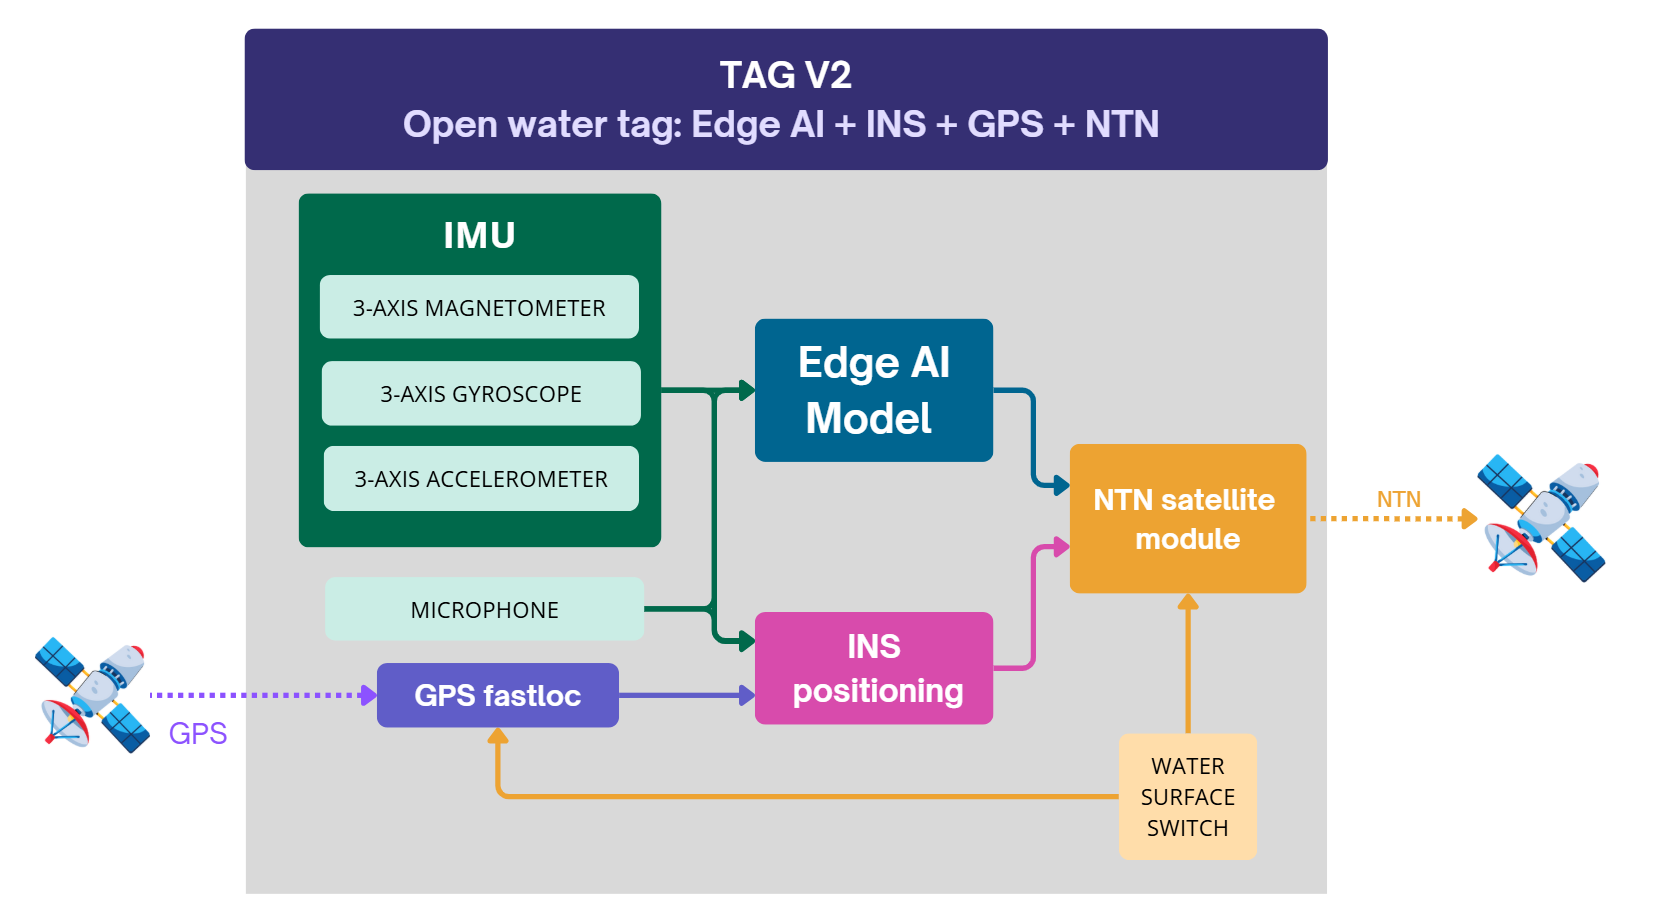 TAG V2
Open water tag: Edge AI + INS + GPS + NTN
IMU
3-AXIS MAGNETOMETER
3-AXIS GYROSCOPE
3-AXIS ACCELEROMETER
MICROPHONE
GPS
GPS fastloc
Edge AI
Model
INS
positioning
NTN satellite
module
NTN
WATER
SURFACE
SWITCH